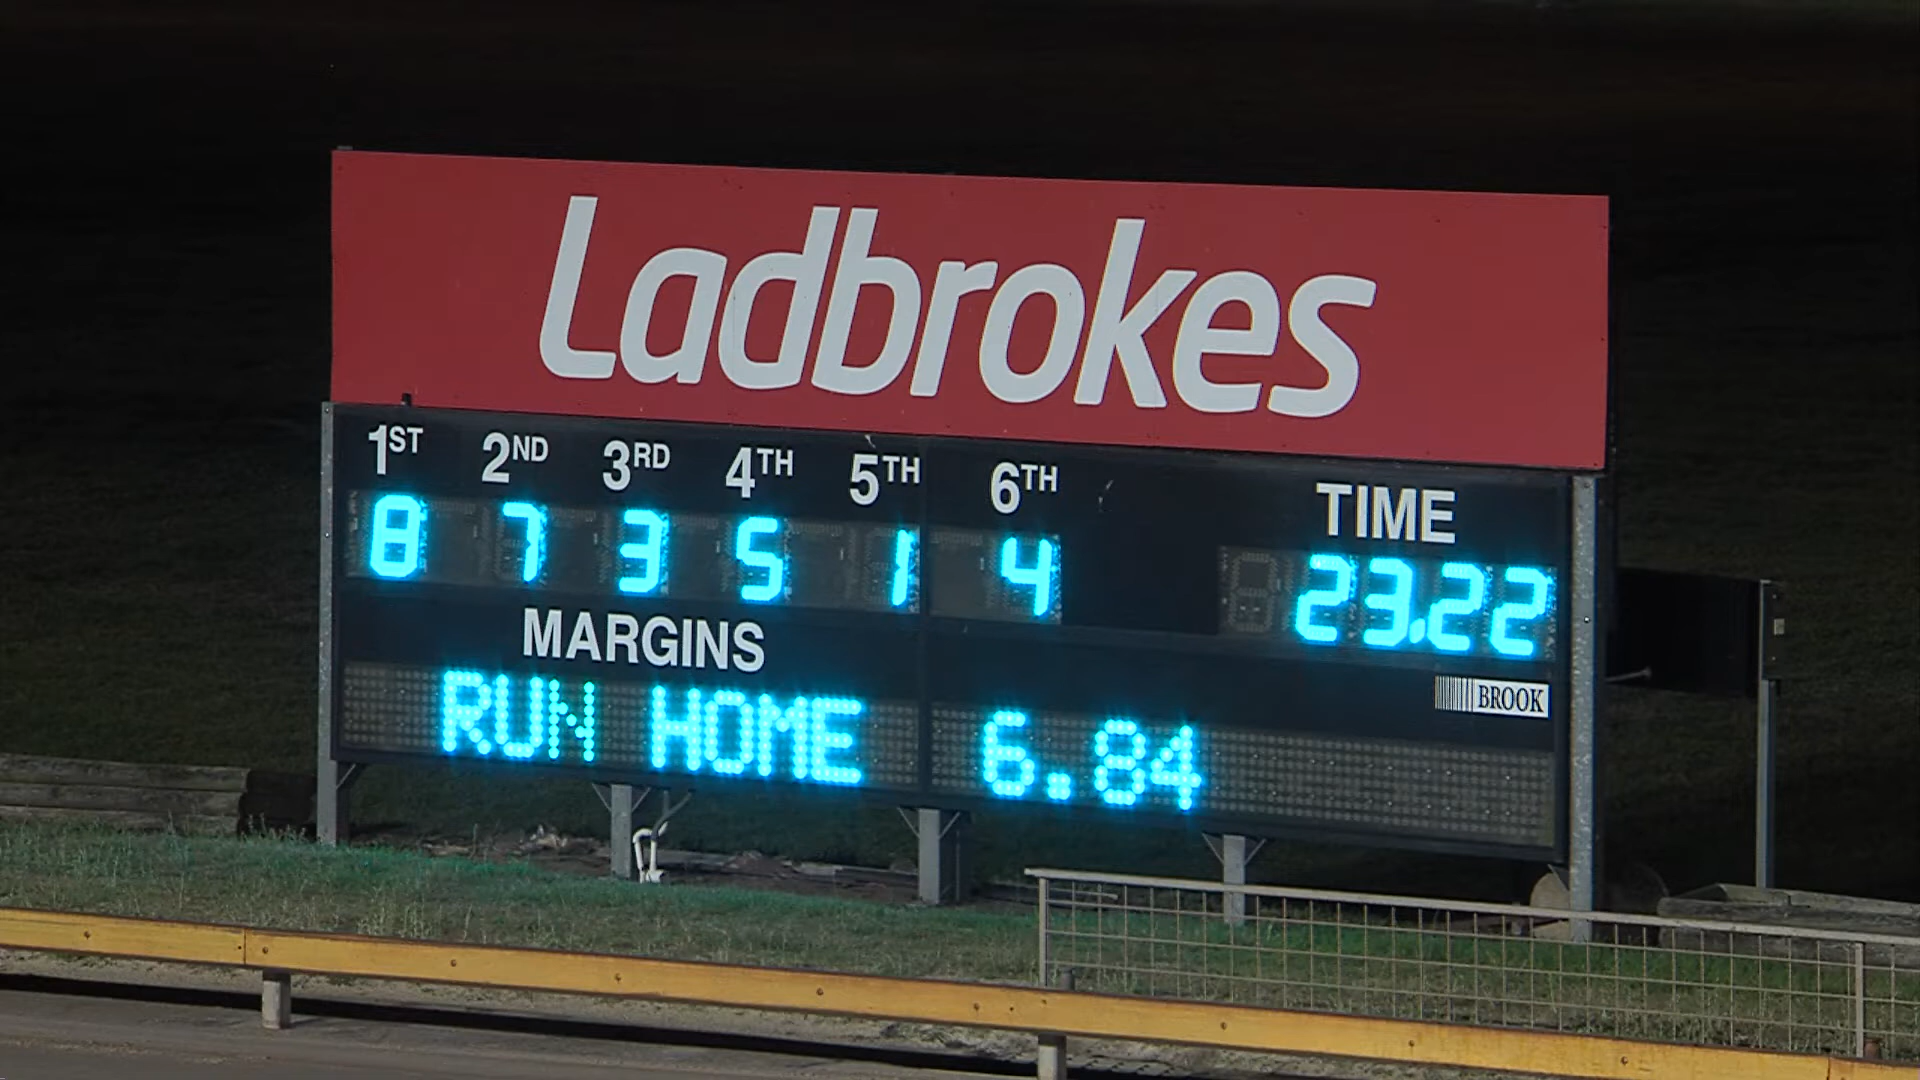 Ladbrokes
1ST 2ND 3RD 4TH 5TH 6TH TIME
8 7 3 5 1 4 23.22
MARGINS
BROOK
RUN HOME 6.84